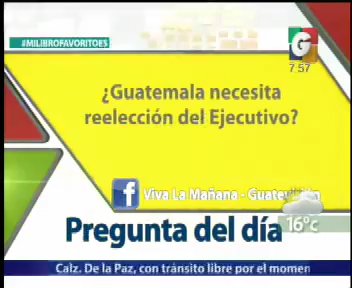 #MILIBROFAVORITOES
G
7:57
¿Guatemala necesita
reelección del Ejecutivo?
f
Viva La Mañana - Guatevisión
Pregunta del día
16°c
Calz. De la Paz, con tránsito libre por el momen